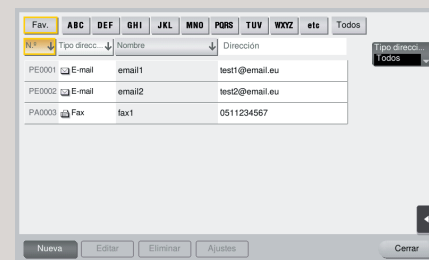 Fav. ABC DEF GHI JKL MNO PQRS TUV WXYZ etc Todos
N.º Tipo direcc... Nombre Dirección
Tipo direcci...
Todos
PE0001 E-mail email1 test1@email.eu
PE0002 E-mail email2 test2@email.eu
PA0003 Fax fax1 0511234567
Nueva Editar Eliminar Ajustes Cerrar